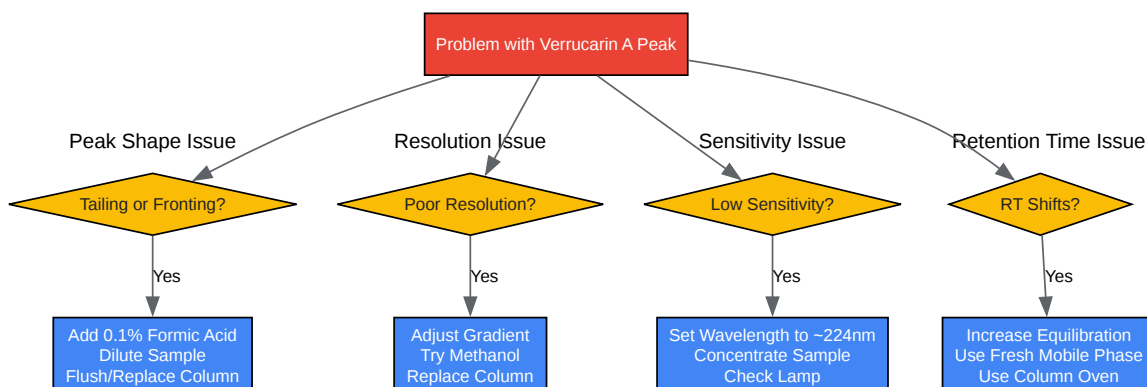 Problem with Verrucarin A Peak
Peak Shape Issue
Resolution Issue
Sensitivity Issue
Retention Time Issue
Tailing or Fronting?
Poor Resolution?
Low Sensitivity?
RT Shifts?
Yes
Yes
Yes
Yes
Add 0.1% Formic Acid
Dilute Sample
Flush/Replace Column
Adjust Gradient
Try Methanol
Replace Column
Set Wavelength to ~224nm
Concentrate Sample
Check Lamp
Increase Equilibration
Use Fresh Mobile Phase
Use Column Oven